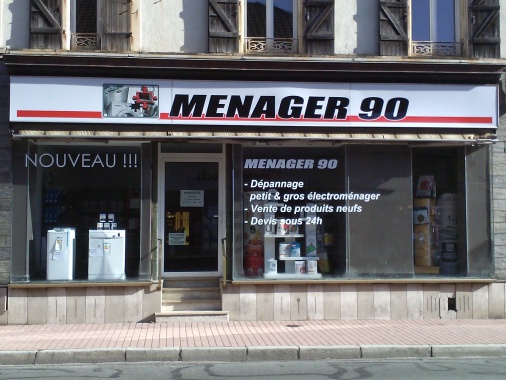 MENAGER 90
NOUVEAU !!!
MENAGER 90
- Dépannage
petit & gros électroménager
- Vente de produits neufs
- Devis sous 24h